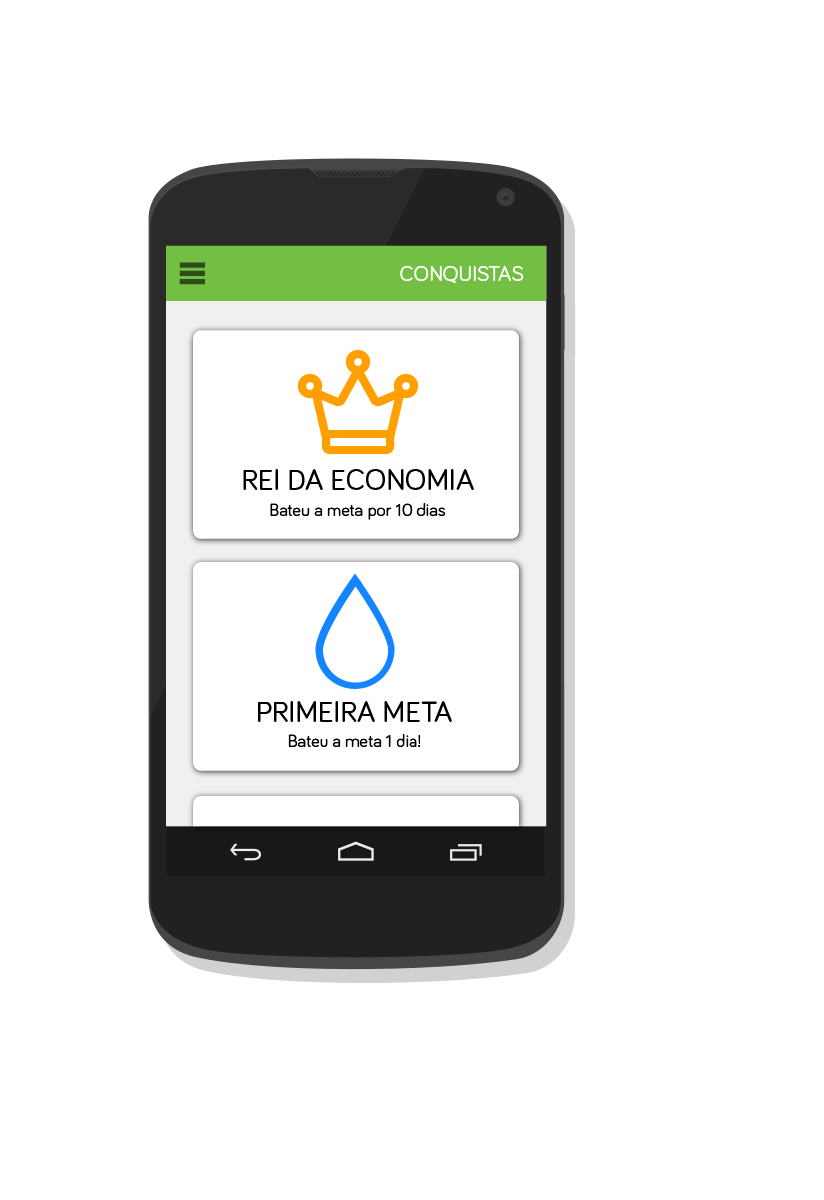 CONQUISTAS
REI DA ECONOMIA
Bateu a meta por 10 dias
PRIMEIRA META
Bateu a meta 1 dia!